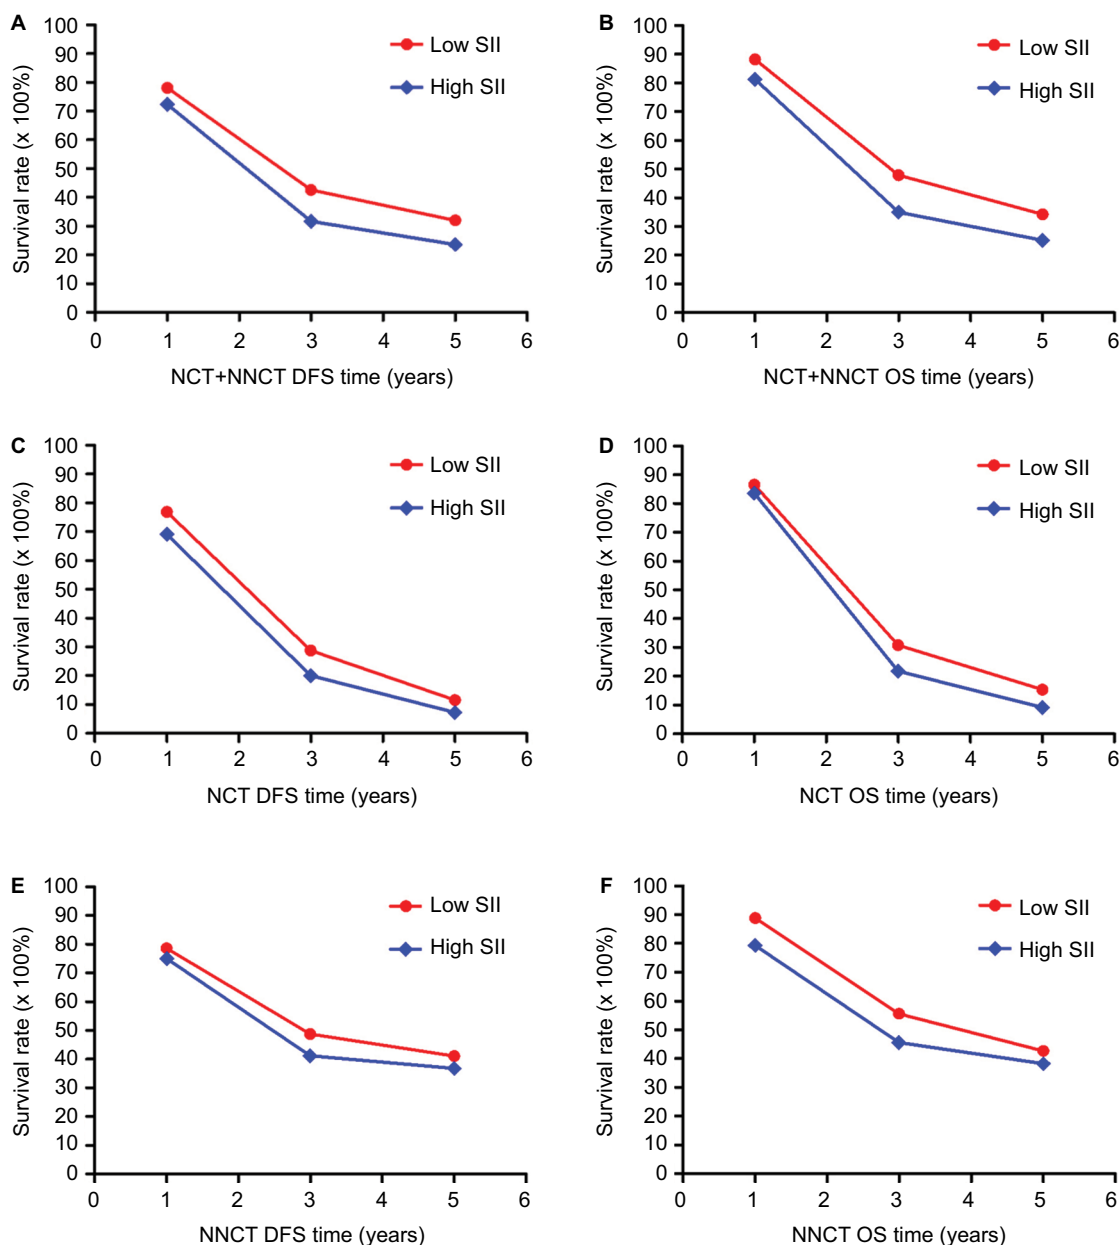 A
Survival rate (x 100%)
100
90
80
70
60
50
40
30
20
10
0
0 1 2 3 4 5 6
Low SII
High SII
NCT+NNCT DFS time (years)
B
Survival rate (x 100%)
100
90
80
70
60
50
40
30
20
10
0
0 1 2 3 4 5 6
Low SII
High SII
NCT+NNCT OS time (years)
C
Survival rate (x 100%)
100
90
80
70
60
50
40
30
20
10
0
0 1 2 3 4 5 6
Low SII
High SII
NCT DFS time (years)
D
Survival rate (x 100%)
100
90
80
70
60
50
40
30
20
10
0
0 1 2 3 4 5 6
Low SII
High SII
NCT OS time (years)
E
Survival rate (x 100%)
100
90
80
70
60
50
40
30
20
10
0
0 1 2 3 4 5 6
Low SII
High SII
NNCT DFS time (years)
F
Survival rate (x 100%)
100
90
80
70
60
50
40
30
20
10
0
0 1 2 3 4 5 6
Low SII
High SII
NNCT OS time (years)